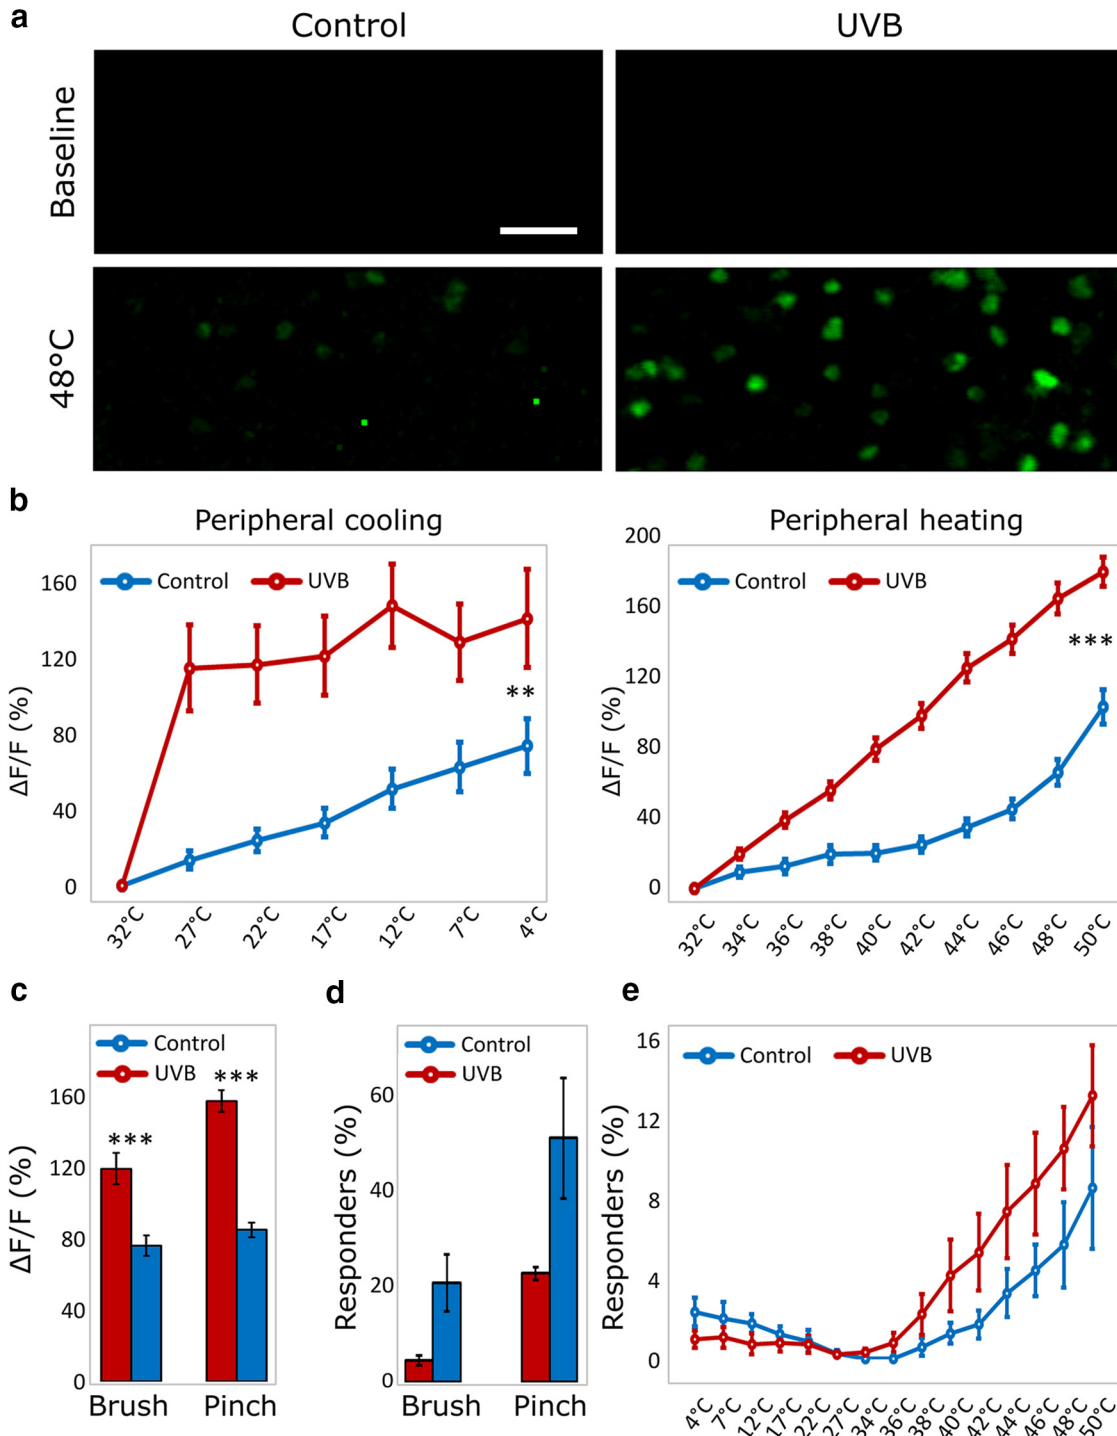 a
Control
UVB
Baseline
48°C
b
Peripheral cooling
Control
UVB
ΔF/F (%)
160
120
80
40
0
**
32°C
27°C
22°C
17°C
12°C
7°C
4°C
Peripheral heating
Control
UVB
ΔF/F (%)
200
160
120
80
40
0
***
32°C
34°C
36°C
38°C
40°C
42°C
44°C
46°C
48°C
50°C
c
Control
UVB
ΔF/F (%)
160
120
80
40
0
***
***
Brush
Pinch
d
Control
UVB
Responders (%)
60
40
20
0
Brush
Pinch
e
Control
UVB
Responders (%)
16
12
8
4
0
4°C
7°C
12°C
17°C
22°C
27°C
34°C
36°C
38°C
40°C
42°C
44°C
46°C
48°C
50°C